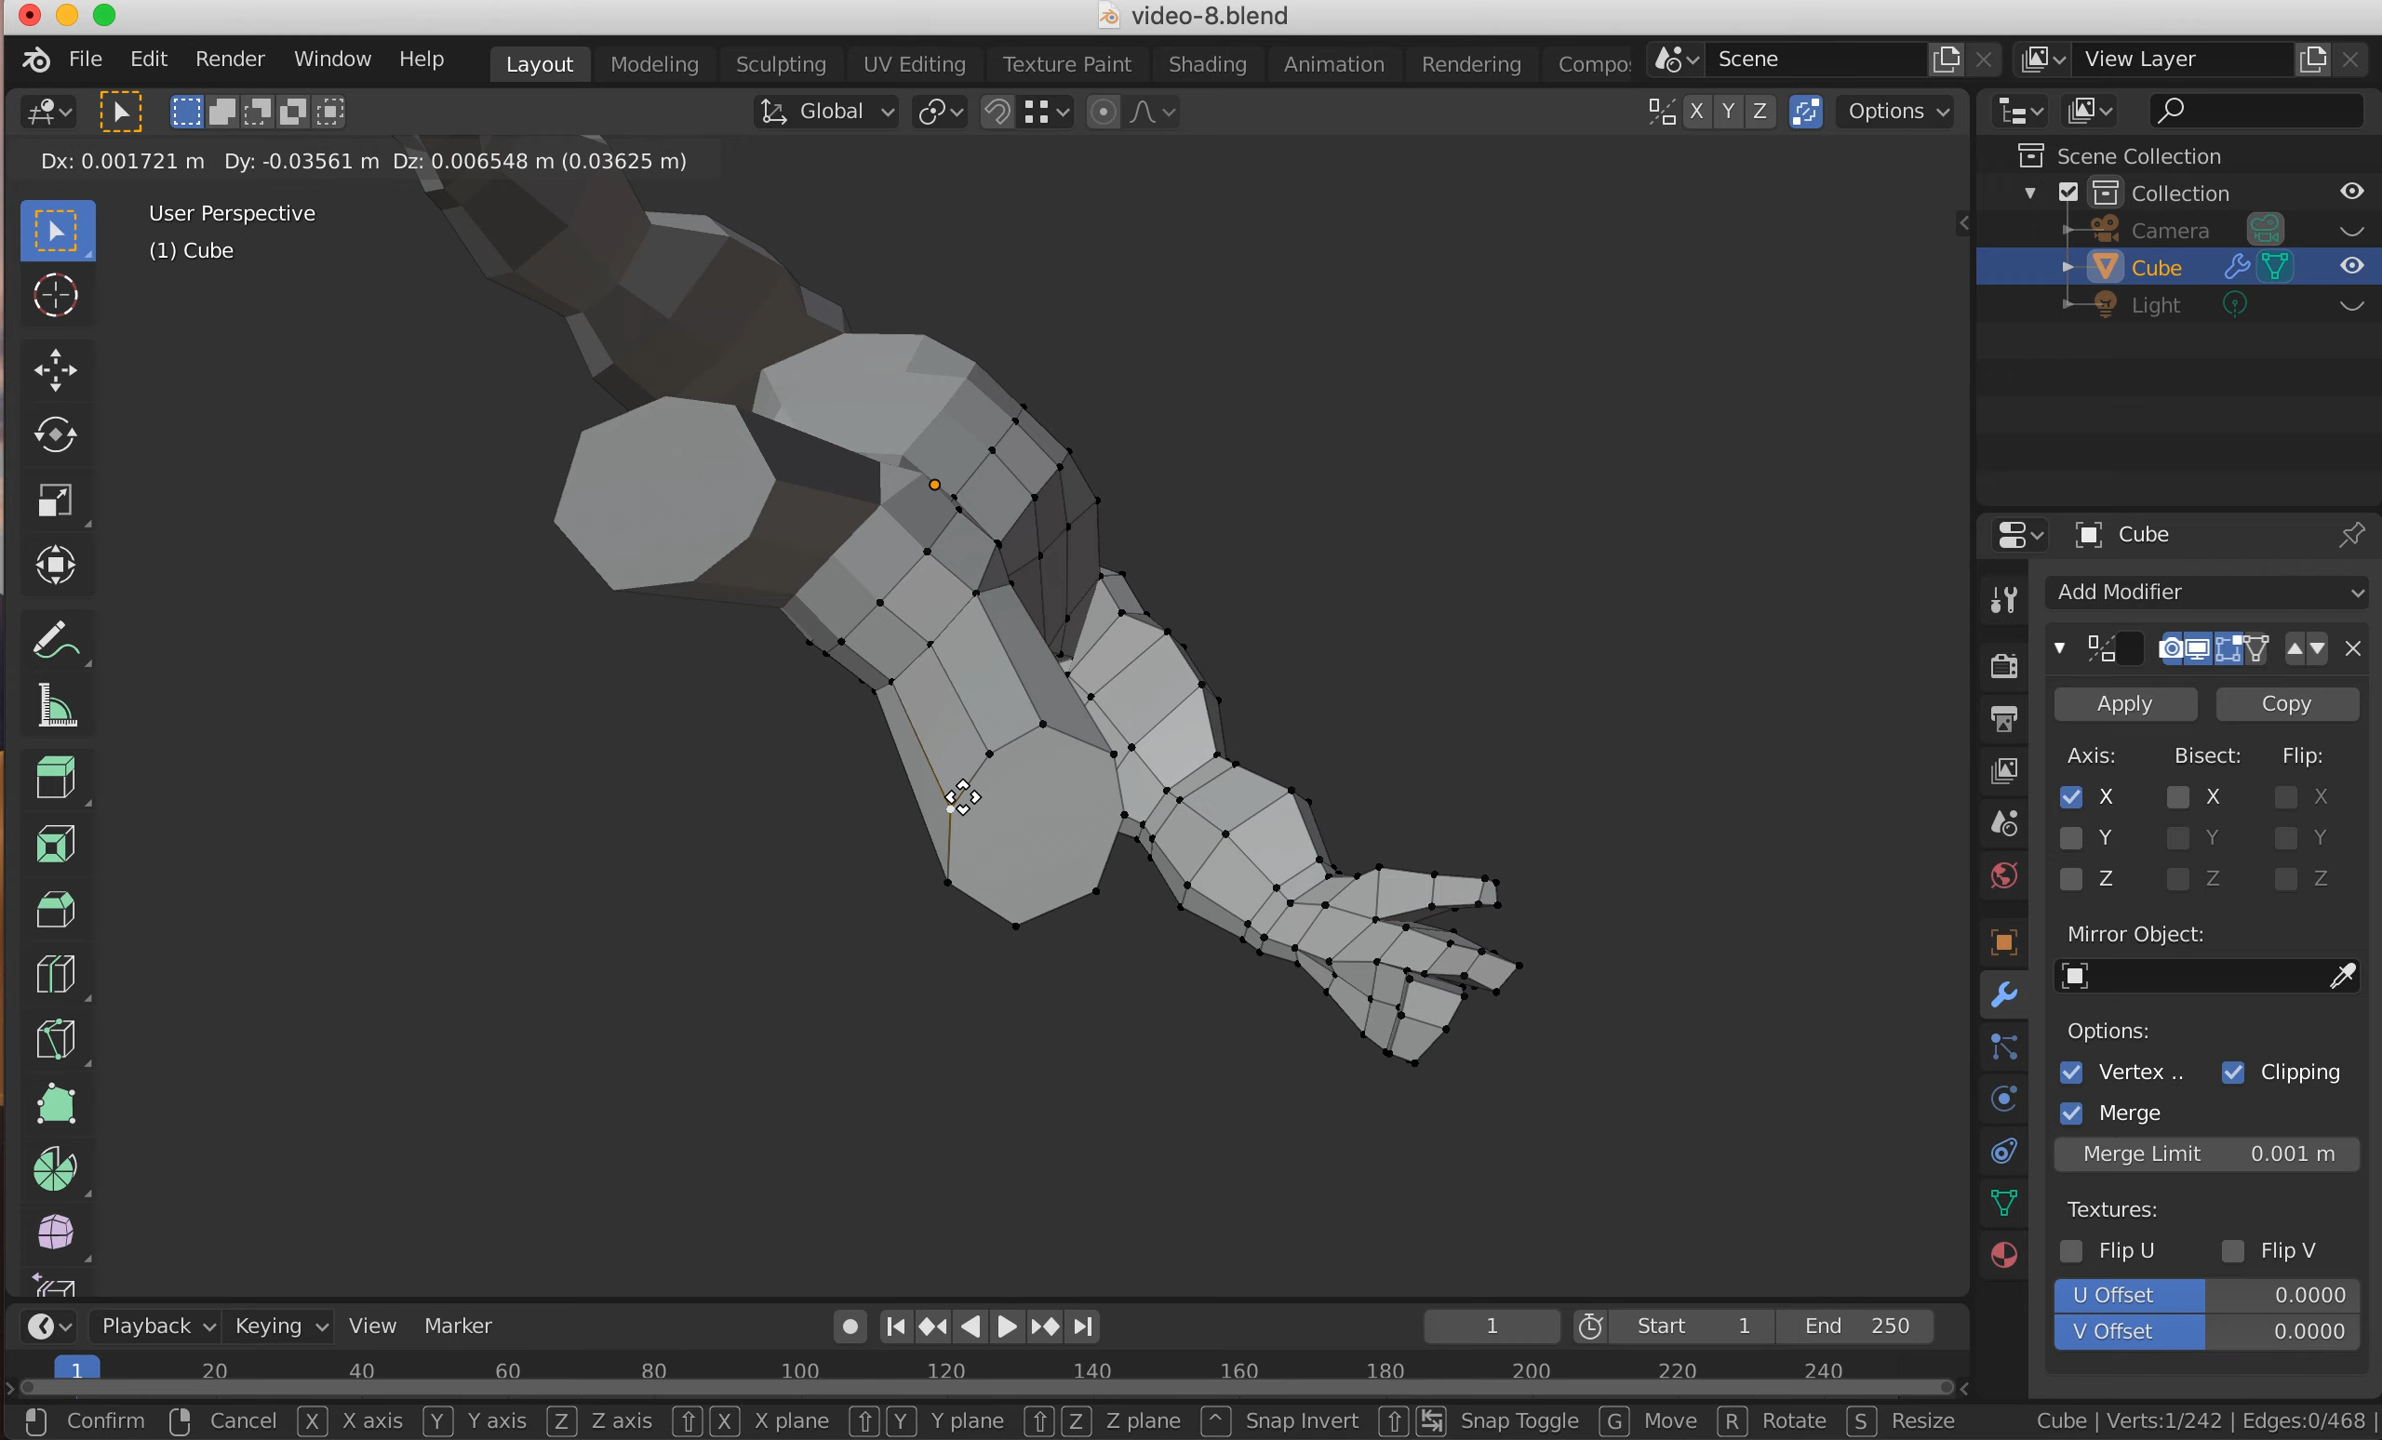 video-8.blend
File Edit Render Window Help Layout Modeling Sculpting UV Editing Texture Paint Shading Animation Rendering Compos Scene View Layer
Global X Y Z Options
Dx: 0.001721 m Dy: -0.03561 m Dz: 0.006548 m (0.03625 m)
User Perspective
(1) Cube
Scene Collection
Collection
Camera
Cube
Light
Cube
Add Modifier
Apply Copy
Axis: Bisect: Flip:
X X X
Y Y Y
Z Z Z
Mirror Object:
Options:
Vertex .. Clipping
Merge
Merge Limit 0.001 m
Textures:
Flip U Flip V
U Offset 0.0000
V Offset 0.0000
Playback Keying View Marker 1 Start 1 End 250
1 20 40 60 80 100 120 140 160 180 200 220 240
Confirm Cancel X X axis Y Y axis Z Z axis X X plane Y Y plane Z Z plane ^ Snap Invert Snap Toggle G Move R Rotate S Resize Cube | Verts:1/242 | Edges:0/468 |